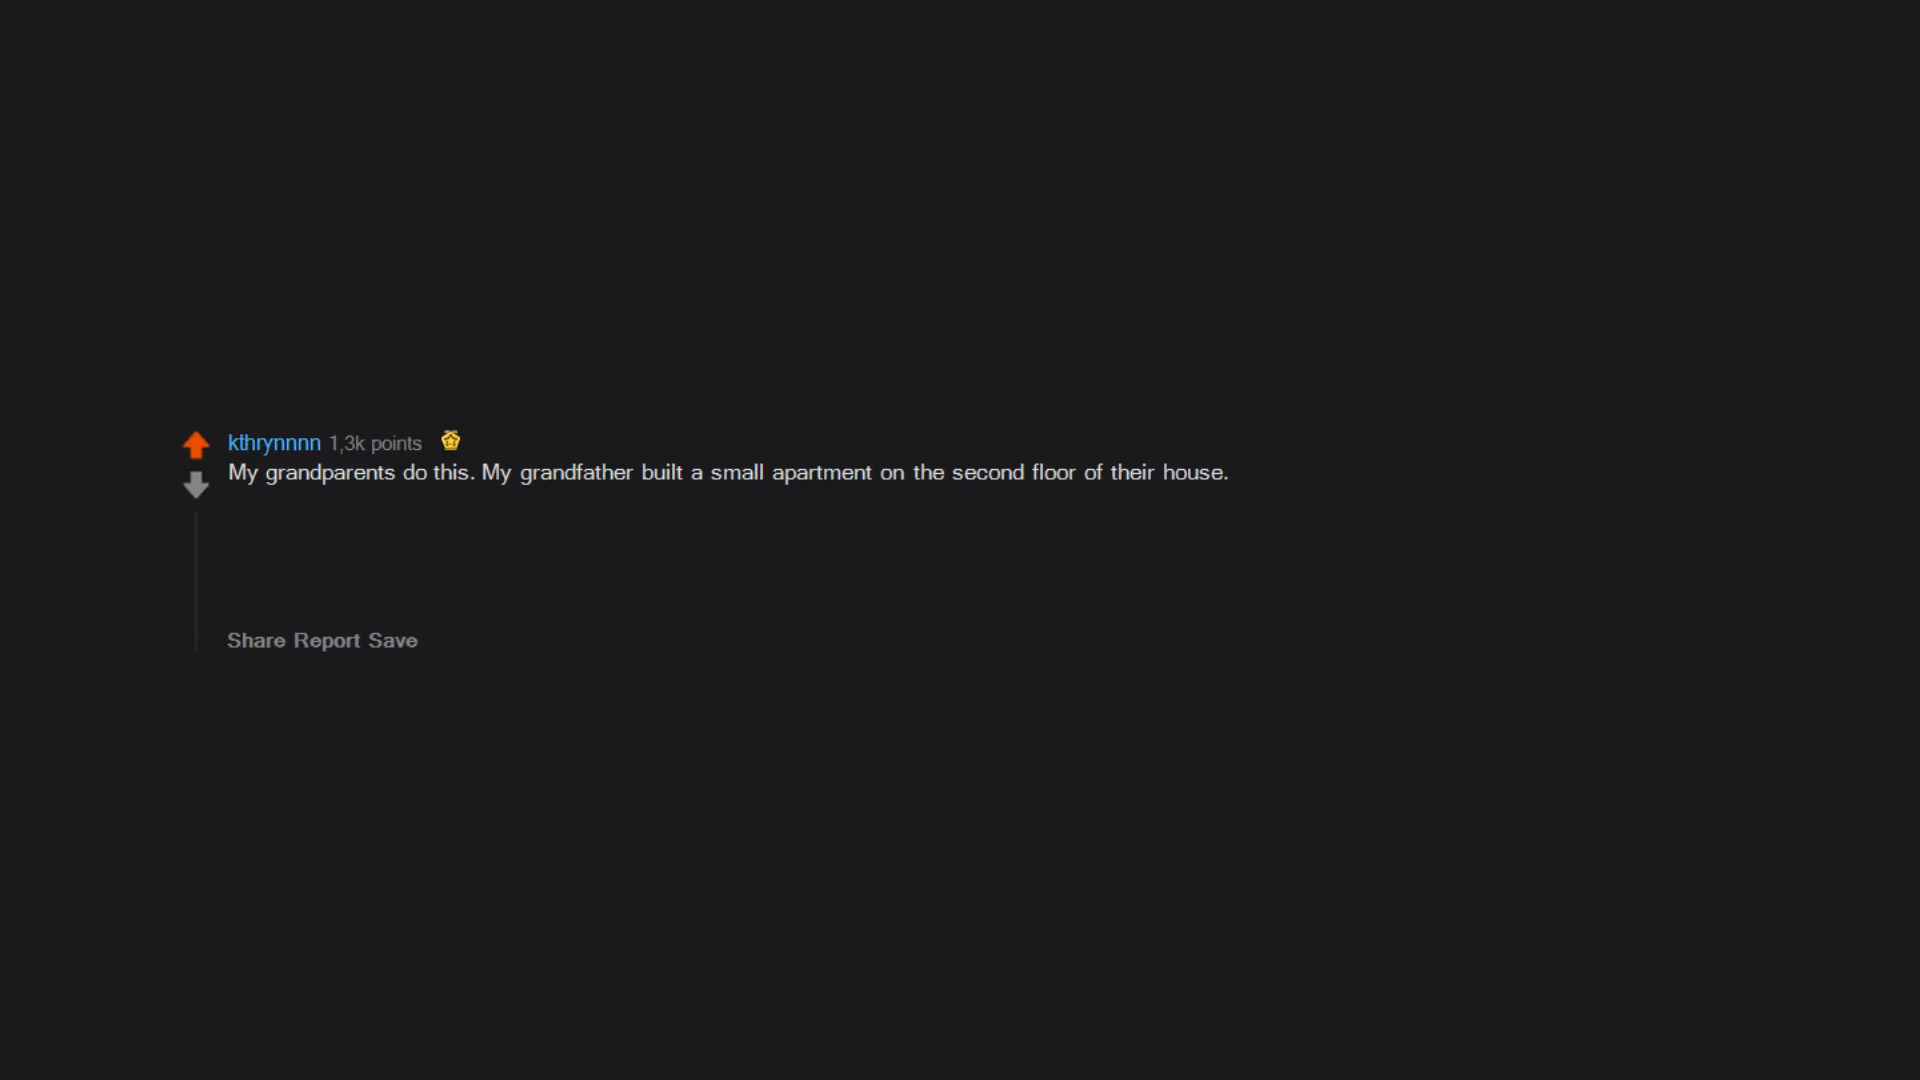 kthrynnnn 1,3k points
My grandparents do this. My grandfather built a small apartment on the second floor of their house.
Share Report Save